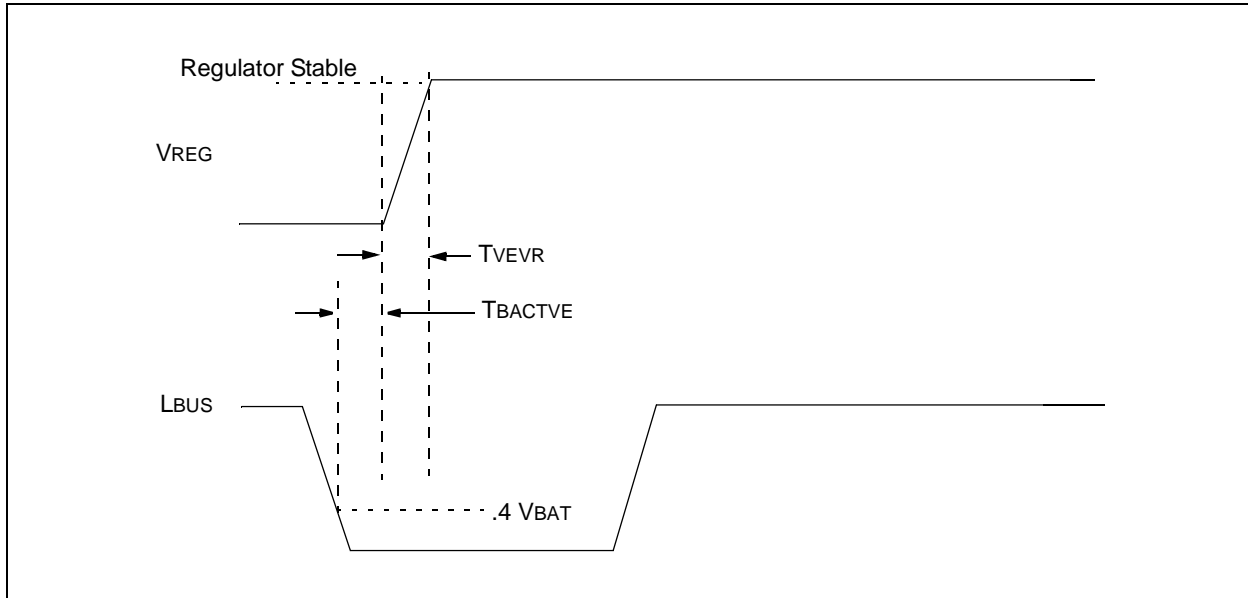 Regulator Stable
VREG
TVEVR
TBACTVE
LBUS
.4 VBAT